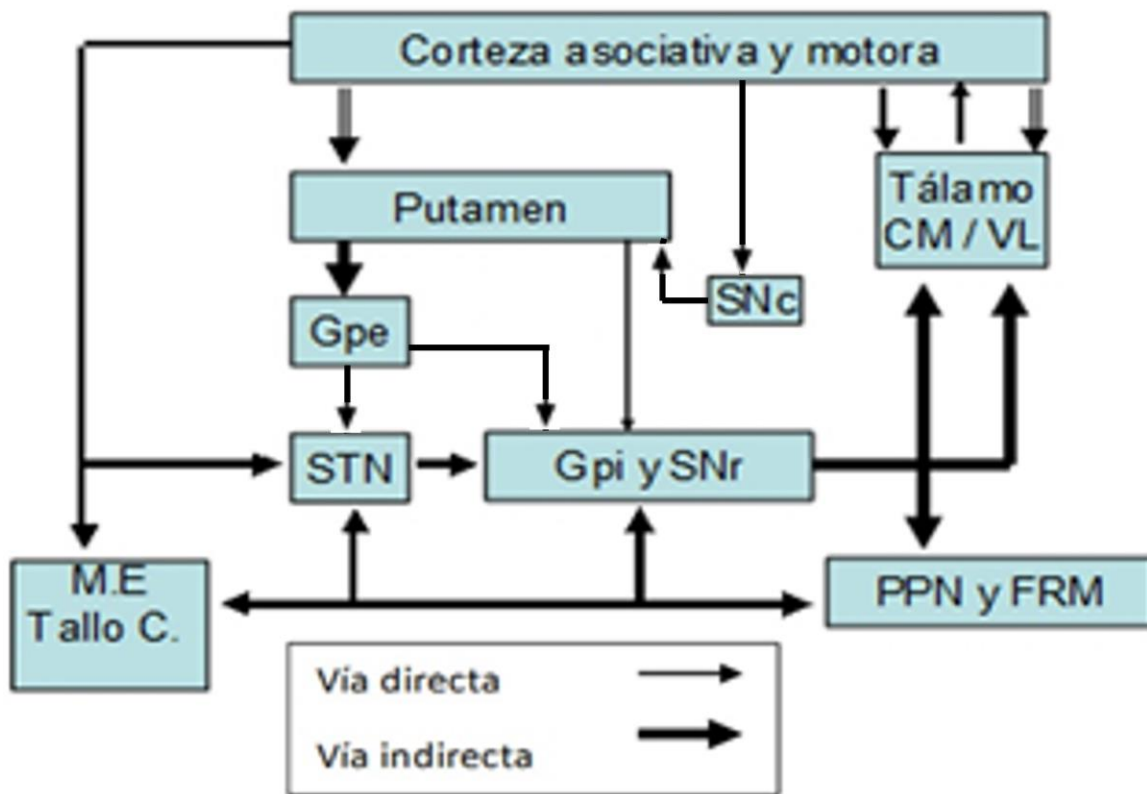 Corteza asociativa y motora
Putamen
Tálamo
CM / VL
SNc
Gpe
STN
Gpi y SNr
M.E
Tallo C.
PPN y FRM
Vía directa
Vía indirecta